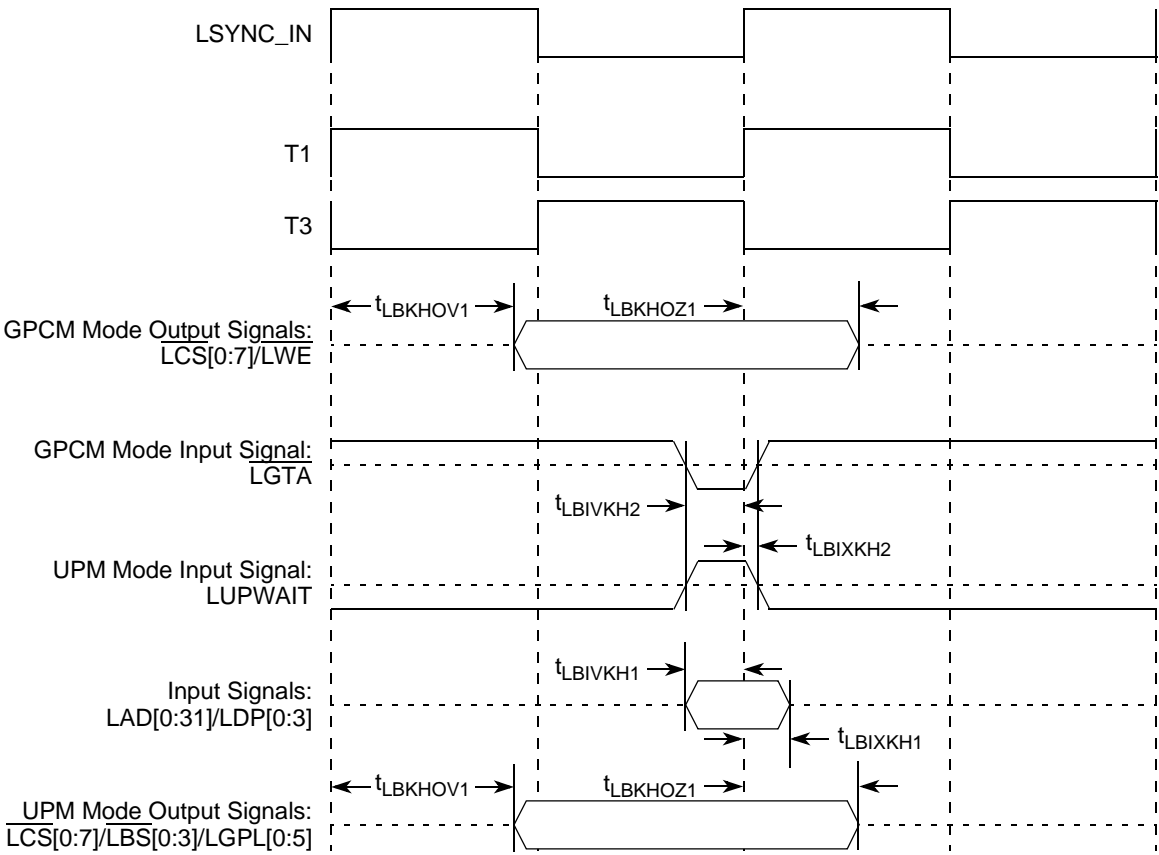 LSYNC_IN
T1
T3
tLBKHOV1
tLBKHOZ1
GPCM Mode Output Signals:
LCS[0:7]/LWE
GPCM Mode Input Signal:
LGTA
tLBIVKH2
tLBIXKH2
UPM Mode Input Signal:
LUPWAIT
tLBIVKH1
Input Signals:
LAD[0:31]/LDP[0:3]
tLBIXKH1
tLBKHOV1
tLBKHOZ1
UPM Mode Output Signals:
LCS[0:7]/LBS[0:3]/LGPL[0:5]